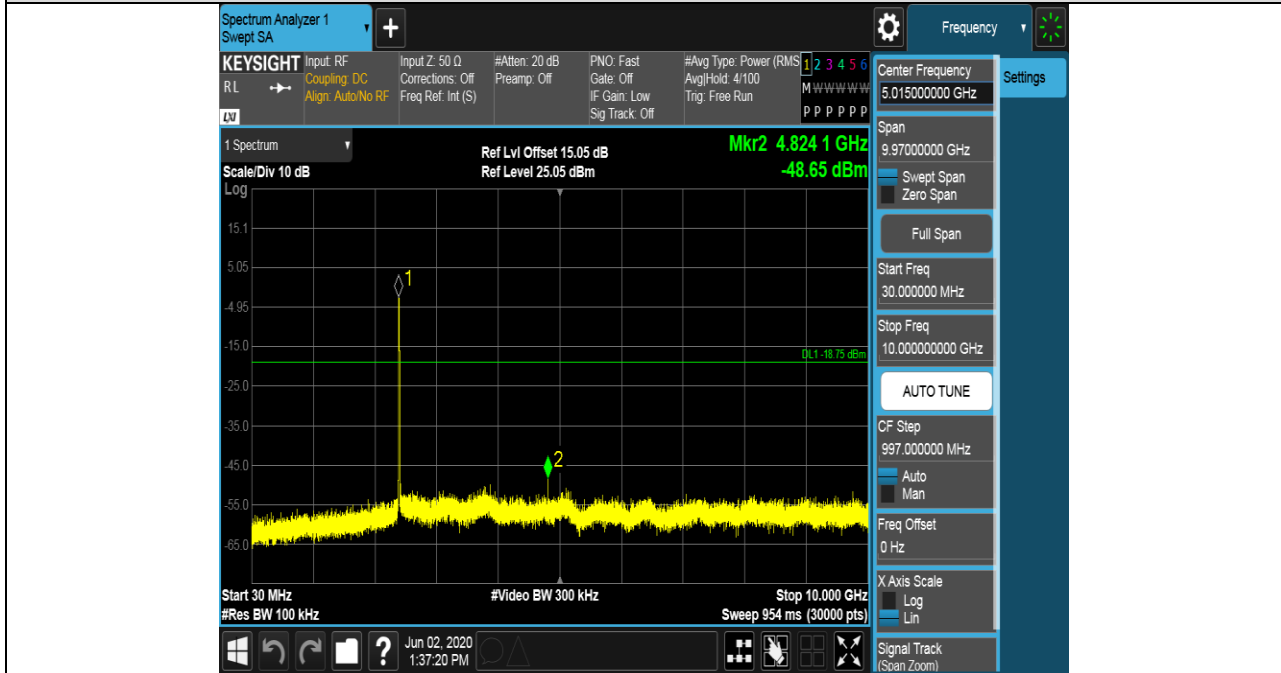 Spectrum Analyzer 1
Swept SA
+
Frequency
KEYSIGHT
RL
LXI
Input: RF
Coupling: DC
Align: Auto/No RF
Input Z: 50 Ω
Corrections: Off
Freq Ref: Int (S)
#Atten: 20 dB
Preamp: Off
PNO: Fast
Gate: Off
IF Gain: Low
Sig Track: Off
#Avg Type: Power (RMS
Avg|Hold: 4/100
Trig: Free Run
1 2 3 4 5 6
M W W W W W
P P P P P P
1 Spectrum
Scale/Div 10 dB
Log
Ref Lvl Offset 15.05 dB
Ref Level 25.05 dBm
Mkr2 4.824 1 GHz
-48.65 dBm
15.1
5.05
-4.95
-15.0
-25.0
-35.0
-45.0
-55.0
-65.0
1
DL1 -18.75 dBm
2
Start 30 MHz
#Res BW 100 kHz
#Video BW 300 kHz
Stop 10.000 GHz
Sweep 954 ms (30000 pts)
?
Jun 02, 2020
1:37:20 PM
Center Frequency
5.015000000 GHz
Span
9.97000000 GHz
Swept Span
Zero Span
Full Span
Start Freq
30.000000 MHz
Stop Freq
10.000000000 GHz
AUTO TUNE
CF Step
997.000000 MHz
Auto
Man
Freq Offset
0 Hz
X Axis Scale
Log
Lin
Signal Track
(Span Zoom)
Settings